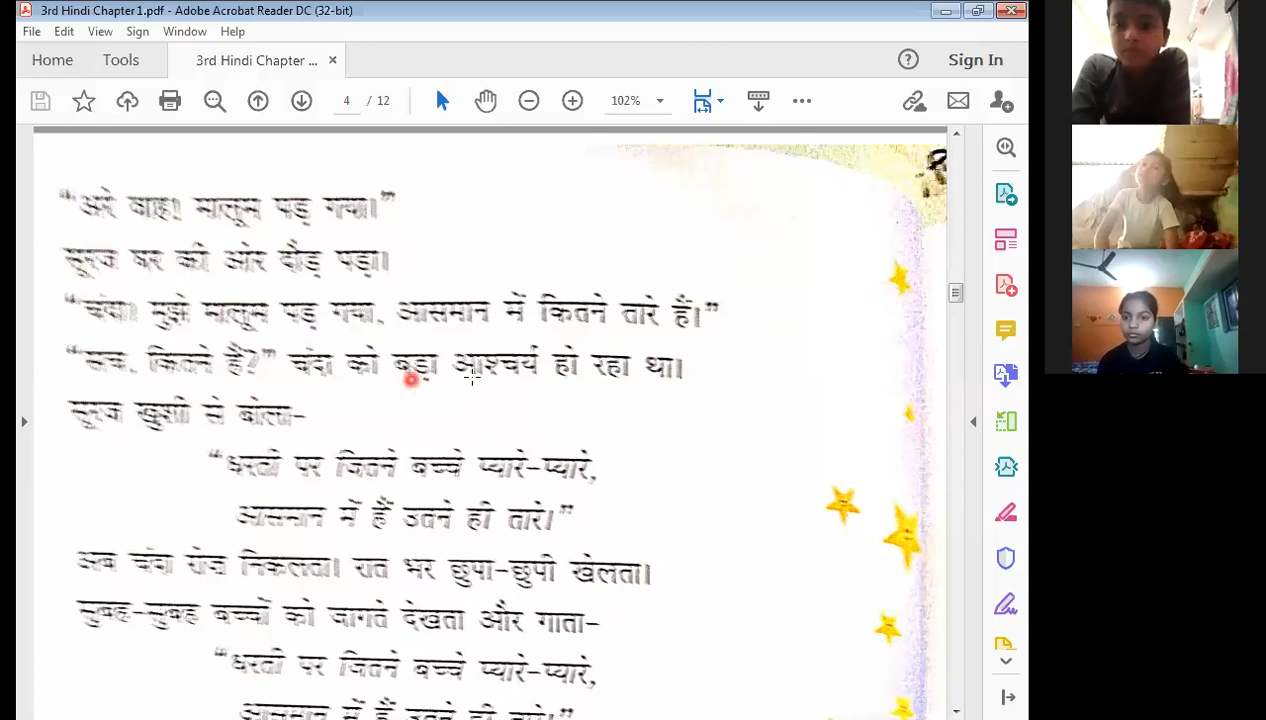 3rd Hindi Chapter1.pdf - Adobe Acrobat Reader DC (32-bit)
File Edit View Sign Window Help
Home Tools 3rd Hindi Chapter ... × Sign In
4 / 12 102%
“अरे वाह! मालूम पड़ गया।”
सूरज घर की ओर दौड़ पड़ा।
“चंदा! मुझे मालूम पड़ गया, आसमान में कितने तारे हैं।”
“सच, कितने हैं?” चंदा को बड़ा आश्चर्य हो रहा था।
सूरज खुशी से बोला-
“धरती पर जितने बच्चे प्यारे-प्यारे,
आसमान में हैं उतने ही तारे।”
अब चंदा रोज़ निकलता। रात भर छुपा-छुपी खेलता।
सुबह-सुबह बच्चों को जागते देखता और गाता-
“धरती पर जितने बच्चे प्यारे-प्यारे,
आसमान में हैं उतने ही तारे।”